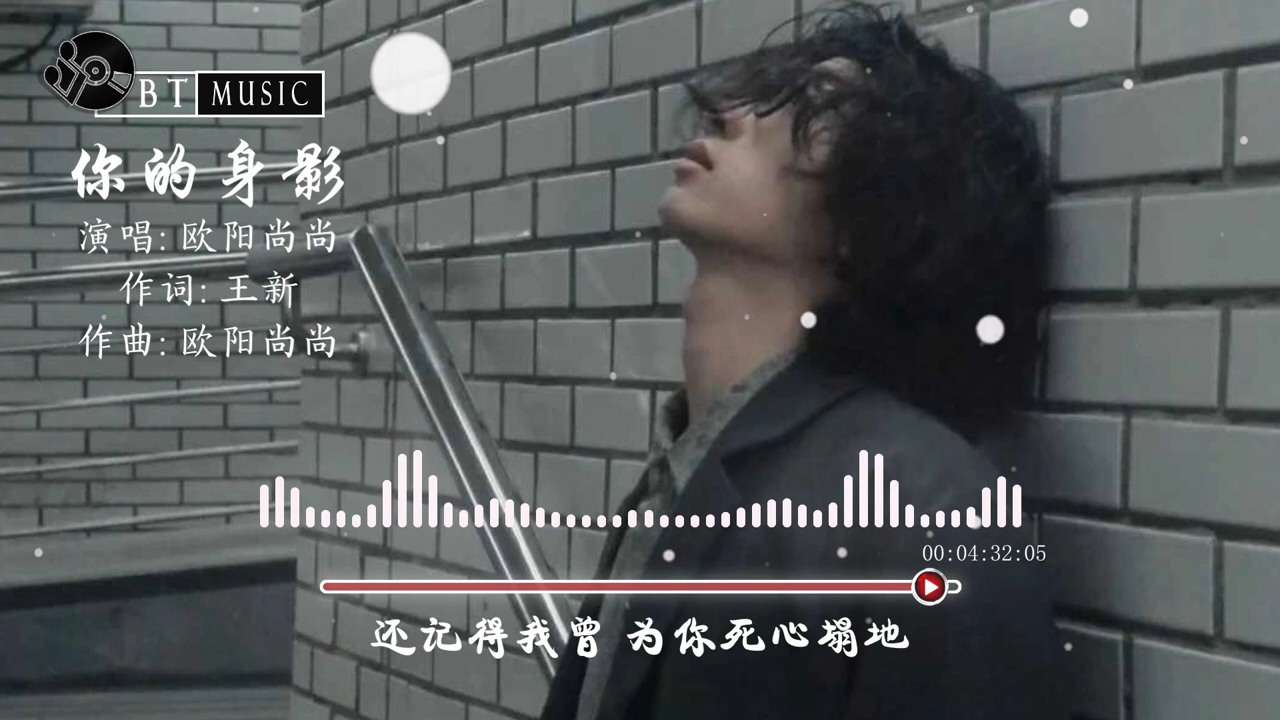 BT MUSIC
你的身影
演唱: 欧阳尚尚
作词: 王新
作曲: 欧阳尚尚
00:04:32:05
还记得我曾 为你死心塌地